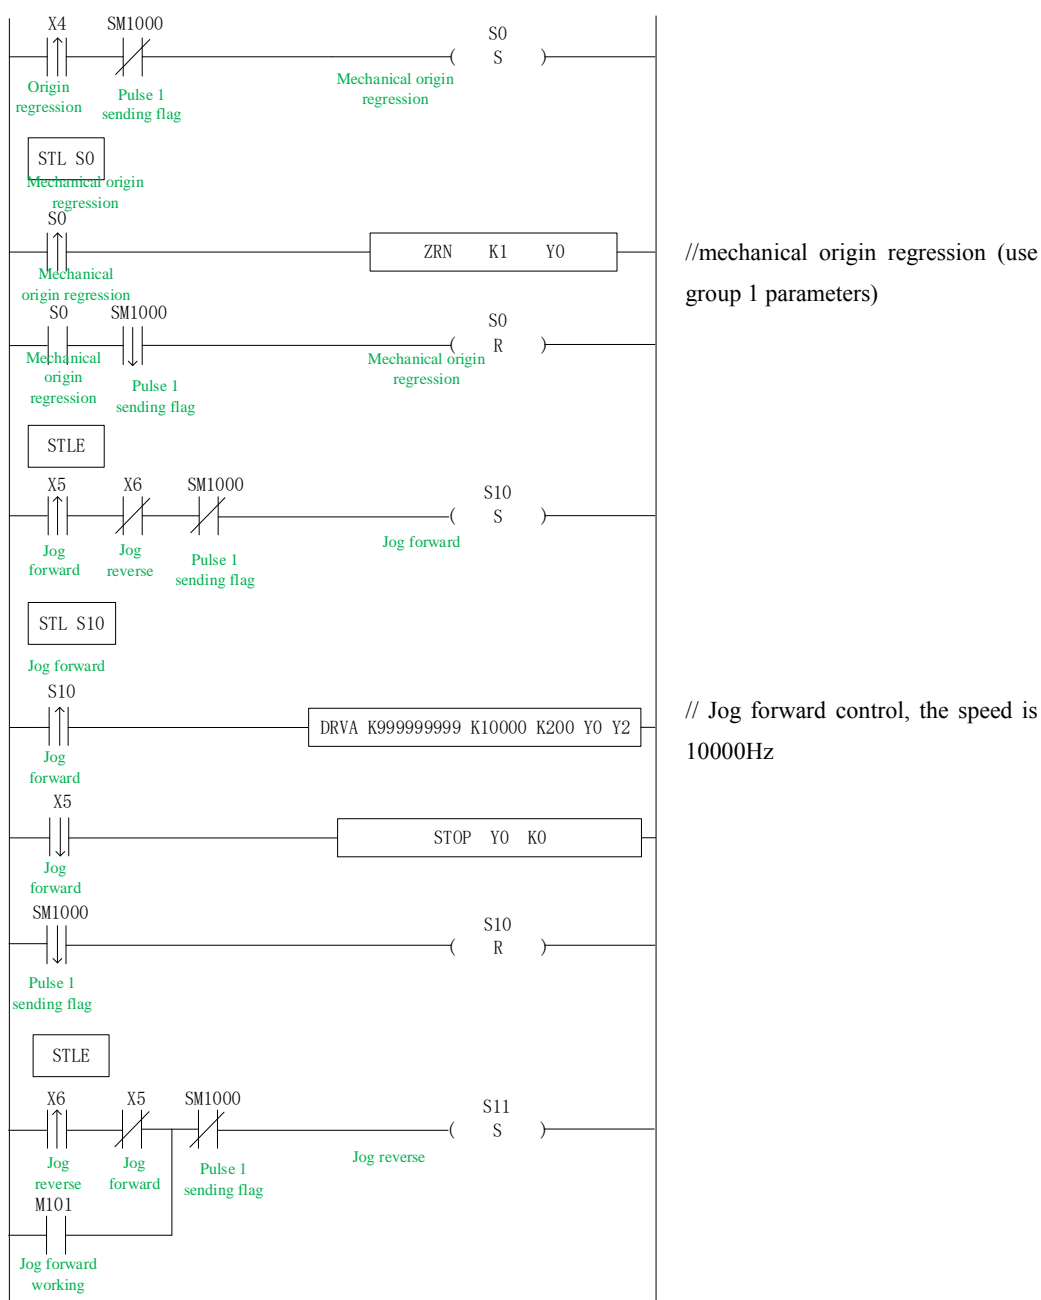 X4 SM1000 S0
( S )
Origin
regression
Pulse 1
sending flag
Mechanical origin
regression
STL S0
Mechanical origin
regression
S0
ZRN K1 Y0
//mechanical origin regression (use
group 1 parameters)
Mechanical
origin regression
S0 SM1000 S0
( R )
Mechanical
origin
regression
Pulse 1
sending flag
Mechanical origin
regression
STLE
X5 X6 SM1000 S10
( S )
Jog
forward
Jog
reverse
Pulse 1
sending flag
Jog forward
STL S10
Jog forward
S10
DRVA K999999999 K10000 K200 Y0 Y2
// Jog forward control, the speed is
10000Hz
Jog
forward
X5
STOP Y0 K0
Jog
forward
SM1000 S10
( R )
Pulse 1
sending flag
STLE
X6 X5 SM1000 S11
( S )
Jog
reverse
Jog
forward
Pulse 1
sending flag
Jog reverse
M101
Jog forward
working